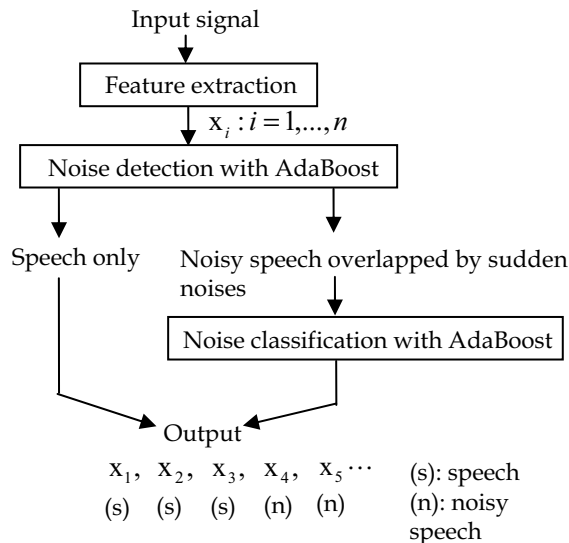 Input signal
Feature extraction
x_i : i = 1,...,n
Noise detection with AdaBoost
Speech only
Noisy speech overlapped by sudden
noises
Noise classification with AdaBoost
Output
x_1, x_2, x_3, x_4, x_5 ...
(s) (s) (s) (n) (n)
(s): speech
(n): noisy
speech